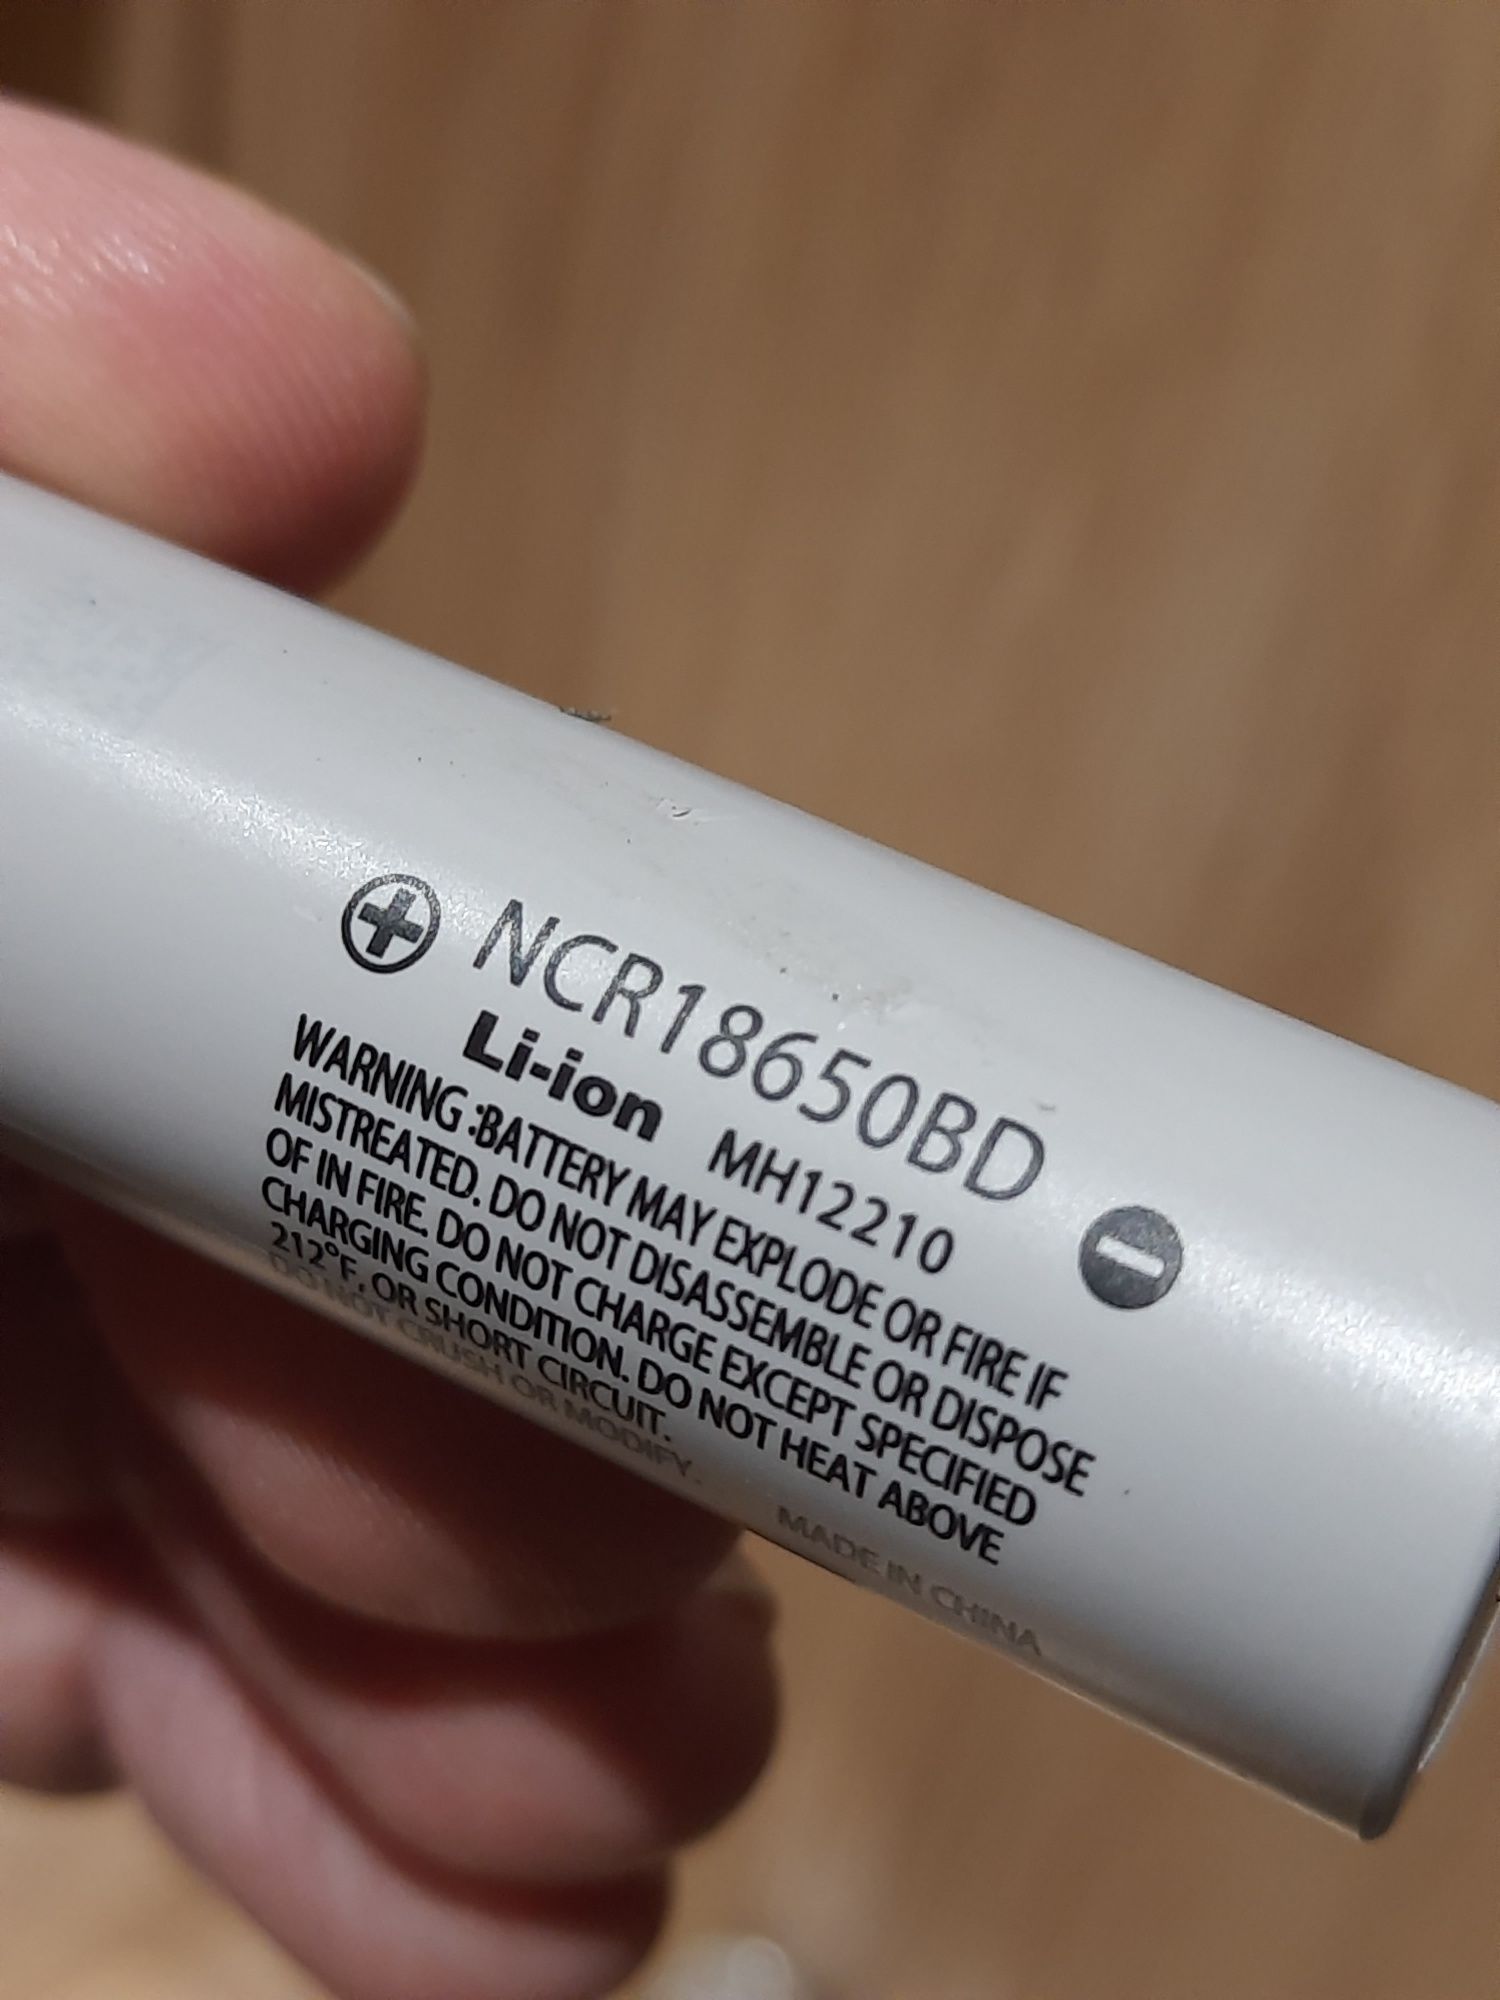 NCR18650BD
Li-ion MH12210
WARNING :BATTERY MAY EXPLODE OR FIRE IF
MISTREATED. DO NOT DISASSEMBLE OR DISPOSE
OF IN FIRE. DO NOT CHARGE EXCEPT SPECIFIED
CHARGING CONDITION. DO NOT HEAT ABOVE
212°F, OR SHORT CIRCUIT.
DO NOT CRUSH OR MODIFY. MADE IN CHINA